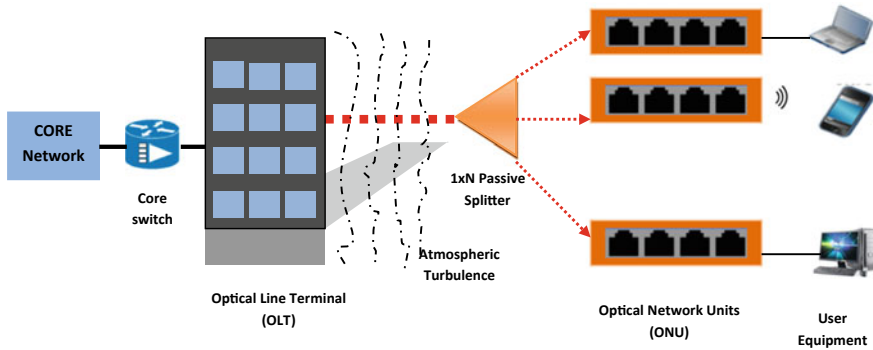 CORE
Network
Core
switch
Optical Line Terminal
(OLT)
Atmospheric
Turbulence
1xN Passive
Splitter
Optical Network Units
(ONU)
User
Equipment